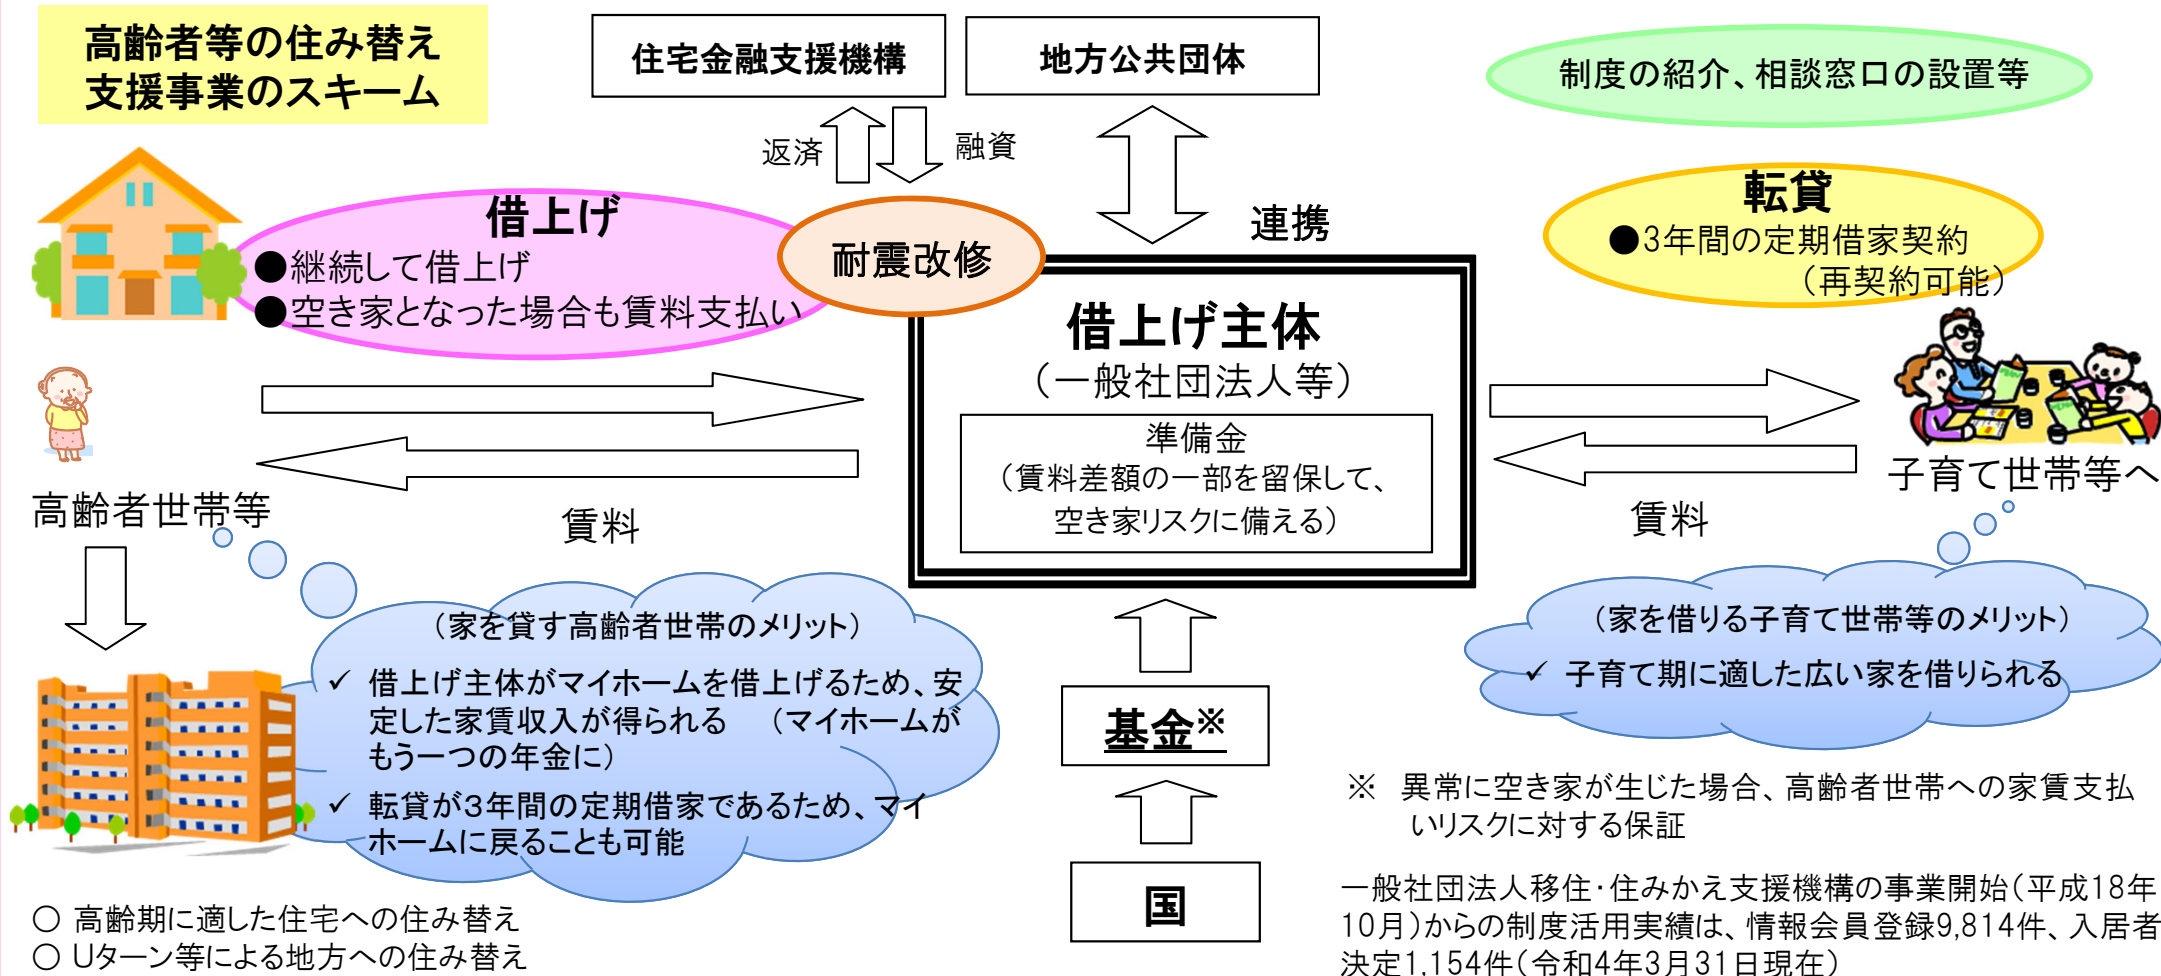 高齢者等の住み替え
支援事業のスキーム
住宅金融支援機構
地方公共団体
制度の紹介、相談窓口の設置等
返済
融資
連携
借上げ
●継続して借上げ
●空き家となった場合も賃料支払い
耐震改修
転貸
●3年間の定期借家契約
（再契約可能）
借上げ主体
（一般社団法人等）
準備金
（賃料差額の一部を留保して、
空き家リスクに備える）
高齢者世帯等
賃料
賃料
子育て世帯等へ
（家を貸す高齢者世帯のメリット）
✓ 借上げ主体がマイホームを借上げるため、安
定した家賃収入が得られる （マイホームが
もう一つの年金に）
✓ 転貸が3年間の定期借家であるため、マイ
ホームに戻ることも可能
（家を借りる子育て世帯等のメリット）
✓ 子育て期に適した広い家を借りられる
基金※
国
※ 異常に空き家が生じた場合、高齢者世帯への家賃支払
いリスクに対する保証
○ 高齢期に適した住宅への住み替え
○ Uターン等による地方への住み替え
一般社団法人移住･住みかえ支援機構の事業開始（平成18年
10月）からの制度活用実績は、情報会員登録9,814件、入居者
決定1,154件（令和4年3月31日現在）